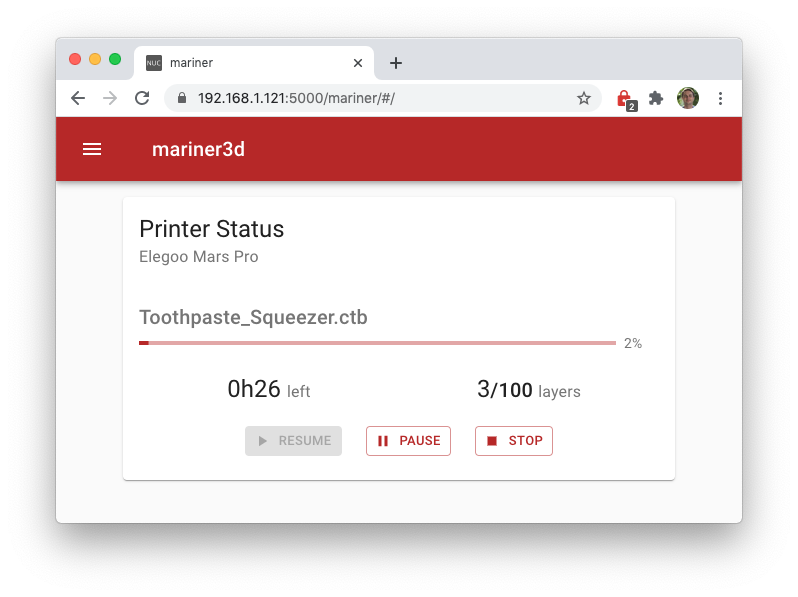 NUC mariner
192.168.1.121:5000/mariner/#/
2
mariner3d
Printer Status
Elegoo Mars Pro
Toothpaste_Squeezer.ctb
2%
0h26 left
3/100 layers
RESUME
PAUSE
STOP